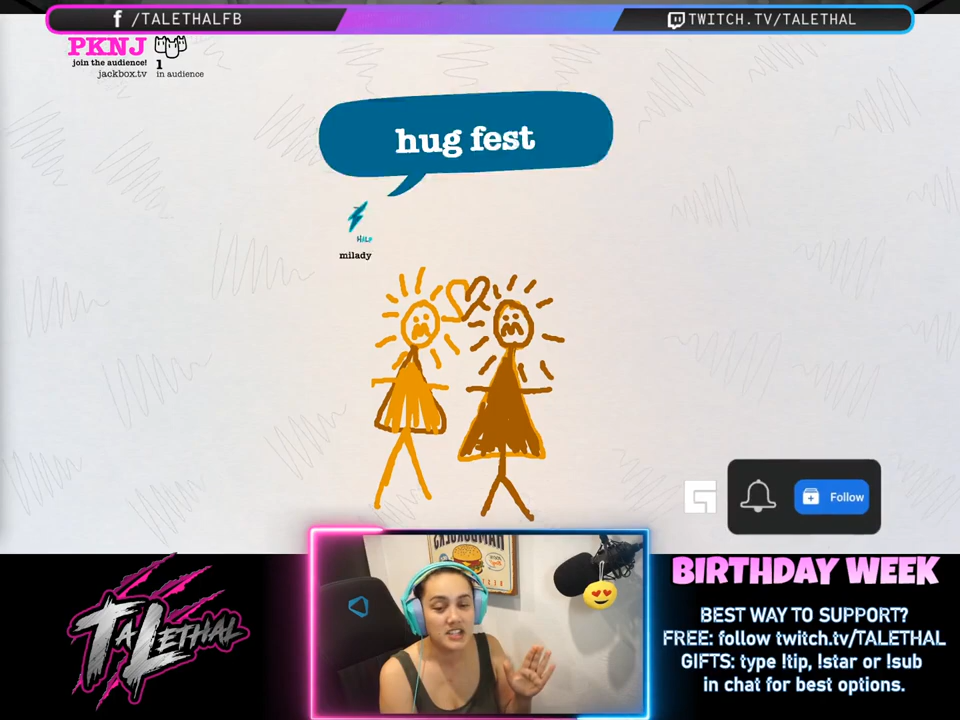 /TALETHALFB
TWITCH.TV/TALETHAL
PKNJ
join the audience!
jackbox.tv
1
in audience
hug fest
HALP
milady
Follow
TALETHAL
BIRTHDAY WEEK
BEST WAY TO SUPPORT?
FREE: follow twitch.tv/TALETHAL
GIFTS: type !tip, !star or !sub
in chat for best options.